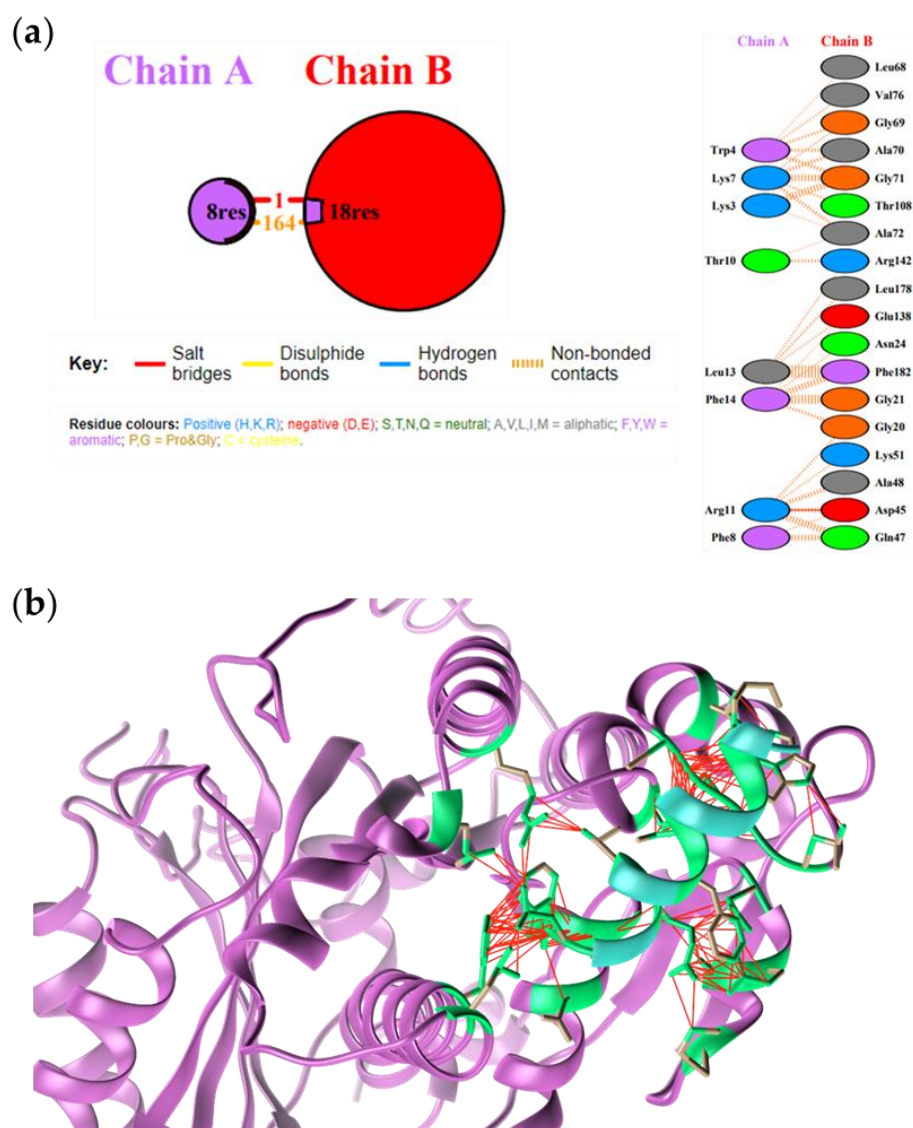 (a)
Chain A Chain B
8res 1 18res
164
Key: Salt bridges Disulphide bonds Hydrogen bonds Non-bonded contacts
Residue colours: Positive (H,K,R); negative (D,E); S,T,N,Q = neutral; A,V,L,I,M = aliphatic; F,Y,W =
aromatic; P,G = Pro&Gly; C = cysteine.
Chain A Chain B
Leu68
Val76
Gly69
Trp4 Ala70
Lys7 Gly71
Lys3 Thr108
Ala72
Thr10 Arg142
Leu178
Glu138
Asn24
Leu13 Phe182
Phe14 Gly21
Gly20
Lys51
Ala48
Arg11 Asp45
Phe8 Gln47
(b)